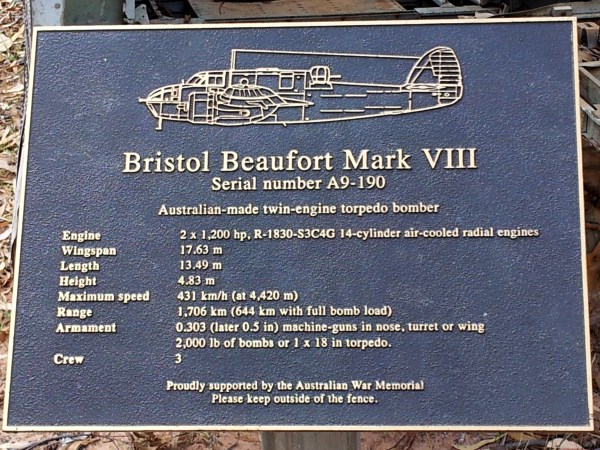 Bristol Beaufort Mark VIII
Serial number A9-190
Australian-made twin-engine torpedo bomber
Engine 2 x 1,200 hp, R-1830-S3C4G 14-cylinder air-cooled radial engines
Wingspan 17.63 m
Length 13.49 m
Height 4.83 m
Maximum speed 431 km/h (at 4,420 m)
Range 1,706 km (644 km with full bomb load)
Armament 0.303 (later 0.5 in) machine-guns in nose, turret or wing
2,000 lb of bombs or 1 x 18 in torpedo.
Crew 3
Proudly supported by the Australian War Memorial
Please keep outside of the fence.